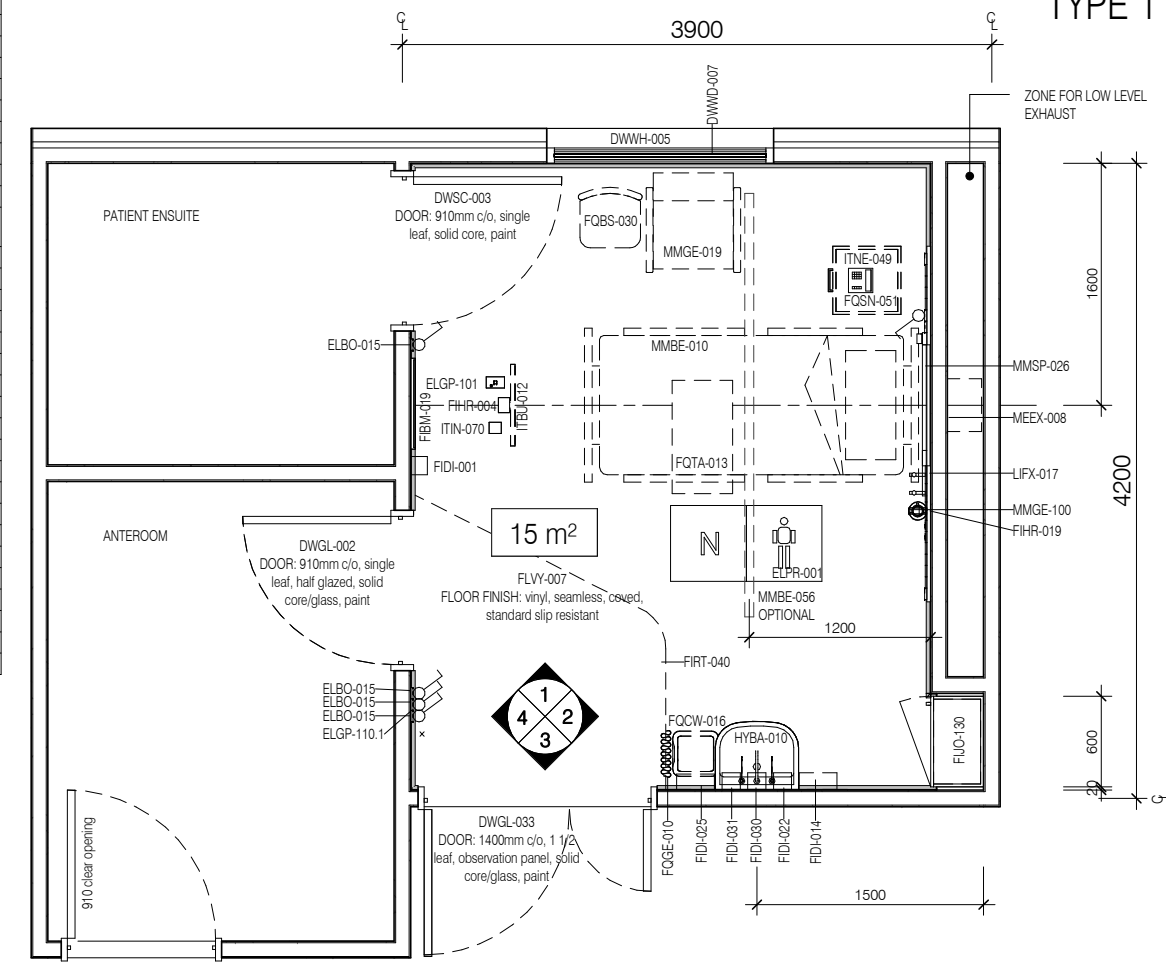 TYPE 1
℄
3900
℄
DWWD-007
ZONE FOR LOW LEVEL
EXHAUST
DWWH-005
PATIENT ENSUITE
DWSC-003
DOOR: 910mm c/o, single
leaf, solid core, paint
FQBS-030
MMGE-019
ITNE-049
FQSN-051
1600
ELBO-015
MMBE-010
MMSP-026
ELGP-101
FIHR-004
ITIN-070
FIBM-019
ITBU-012
MEEX-008
FIDI-001
FQTA-013
LIFX-017
4200
MMGE-100
FIHR-019
ANTEROOM
15 m²
N
ELPR-001
DWGL-002
DOOR: 910mm c/o, single
leaf, half glazed, solid
core/glass, paint
FLVY-007
FLOOR FINISH: vinyl, seamless, coved,
standard slip resistant
MMBE-056
OPTIONAL
1200
FIRT-040
ELBO-015
ELBO-015
ELBO-015
ELGP-110.1
1
4 2
3
FQCW-016
HYBA-010
FIJO-130
600
20
℄
910 clear opening
DWGL-033
DOOR: 1400mm c/o, 1 1/2
leaf, observation panel, solid
core/glass, paint
FQGE-010
FIDI-025
FIDI-031
FIDI-030
FIDI-022
FIDI-014
1500